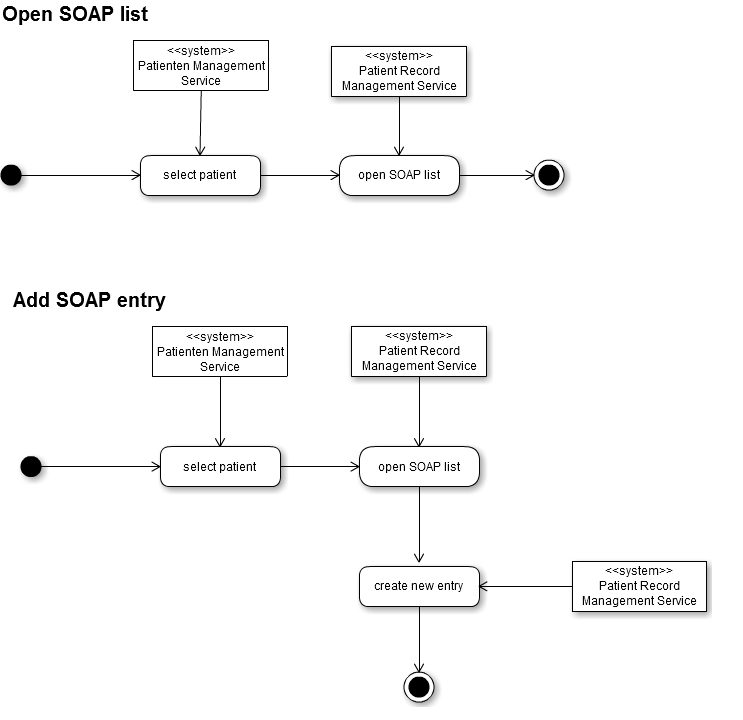 Open SOAP list
<<system>>
Patienten Management
Service
<<system>>
Patient Record
Management Service
select patient
open SOAP list
Add SOAP entry
<<system>>
Patienten Management
Service
<<system>>
Patient Record
Management Service
select patient
open SOAP list
create new entry
<<system>>
Patient Record
Management Service